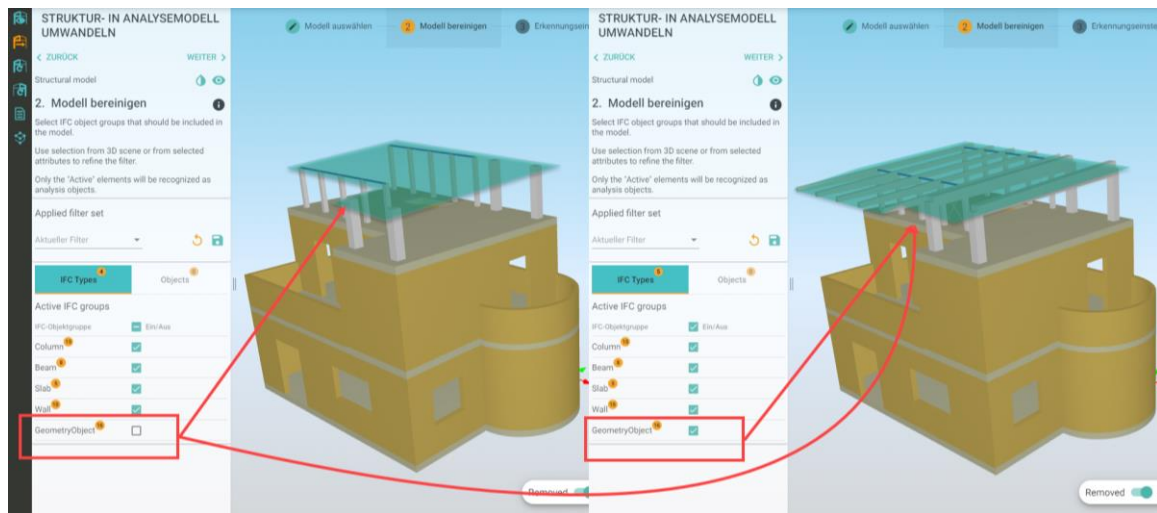 STRUKTUR- IN ANALYSEMODELL
UMWANDELN
< ZURÜCK WEITER >
Structural model
2. Modell bereinigen
Select IFC object groups that should be included in
the model.
Use selection from 3D scene or from selected
attributes to refine the filter.
Only the "Active" elements will be recognized as
analysis objects.
Applied filter set
Aktueller Filter
IFC Types 4 Objects 0
Active IFC groups
IFC-Objektgruppe Ein/Aus
Column
Beam
Slab
Wall
GeometryObject
Modell auswählen 2 Modell bereinigen 3 Erkennungsein
Removed
STRUKTUR- IN ANALYSEMODELL
UMWANDELN
< ZURÜCK WEITER >
Structural model
2. Modell bereinigen
Select IFC object groups that should be included in
the model.
Use selection from 3D scene or from selected
attributes to refine the filter.
Only the "Active" elements will be recognized as
analysis objects.
Applied filter set
Aktueller Filter
IFC Types 5 Objects 0
Active IFC groups
IFC-Objektgruppe Ein/Aus
Column
Beam
Slab
Wall
GeometryObject
Modell auswählen 2 Modell bereinigen 3 Erkennungseinste
Removed